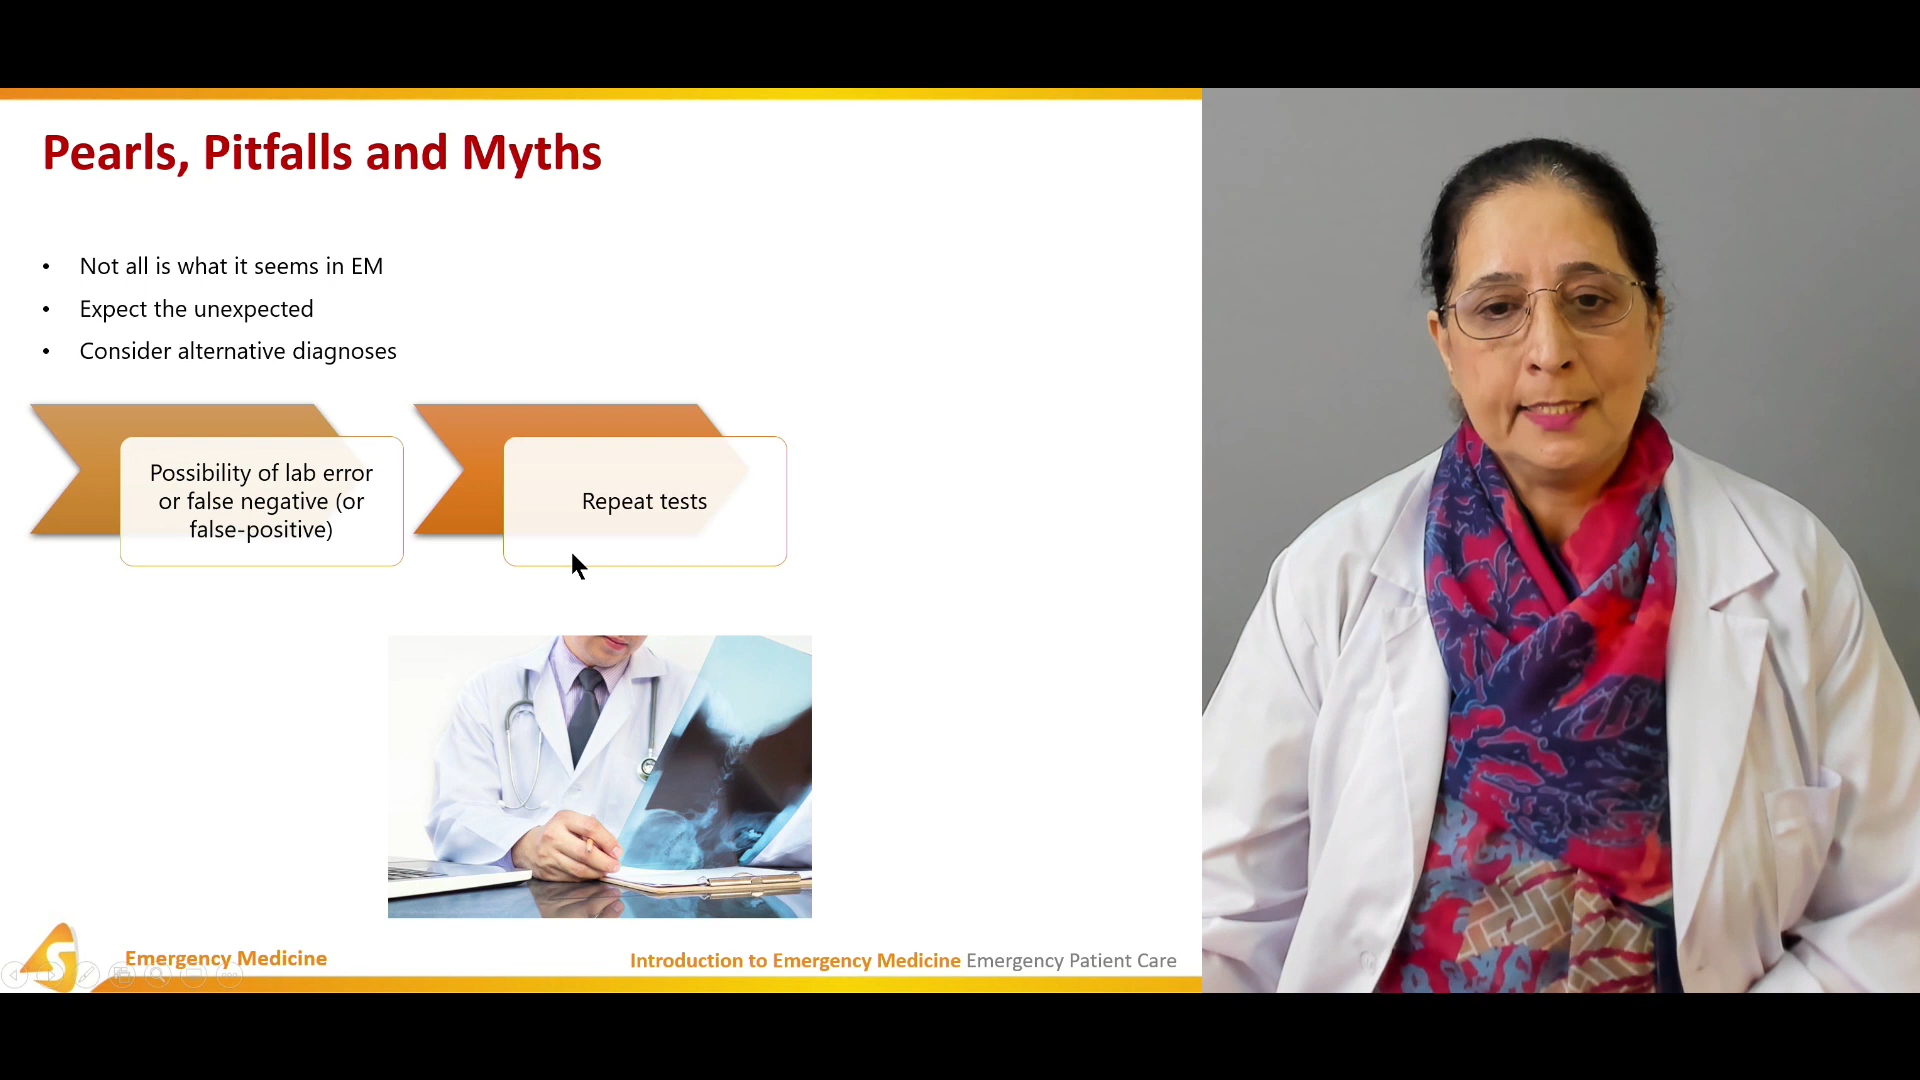 Pearls, Pitfalls and Myths
• Not all is what it seems in EM
• Expect the unexpected
• Consider alternative diagnoses
Possibility of lab error
or false negative (or
false-positive)
Repeat tests
S
Emergency Medicine
Introduction to Emergency Medicine Emergency Patient Care